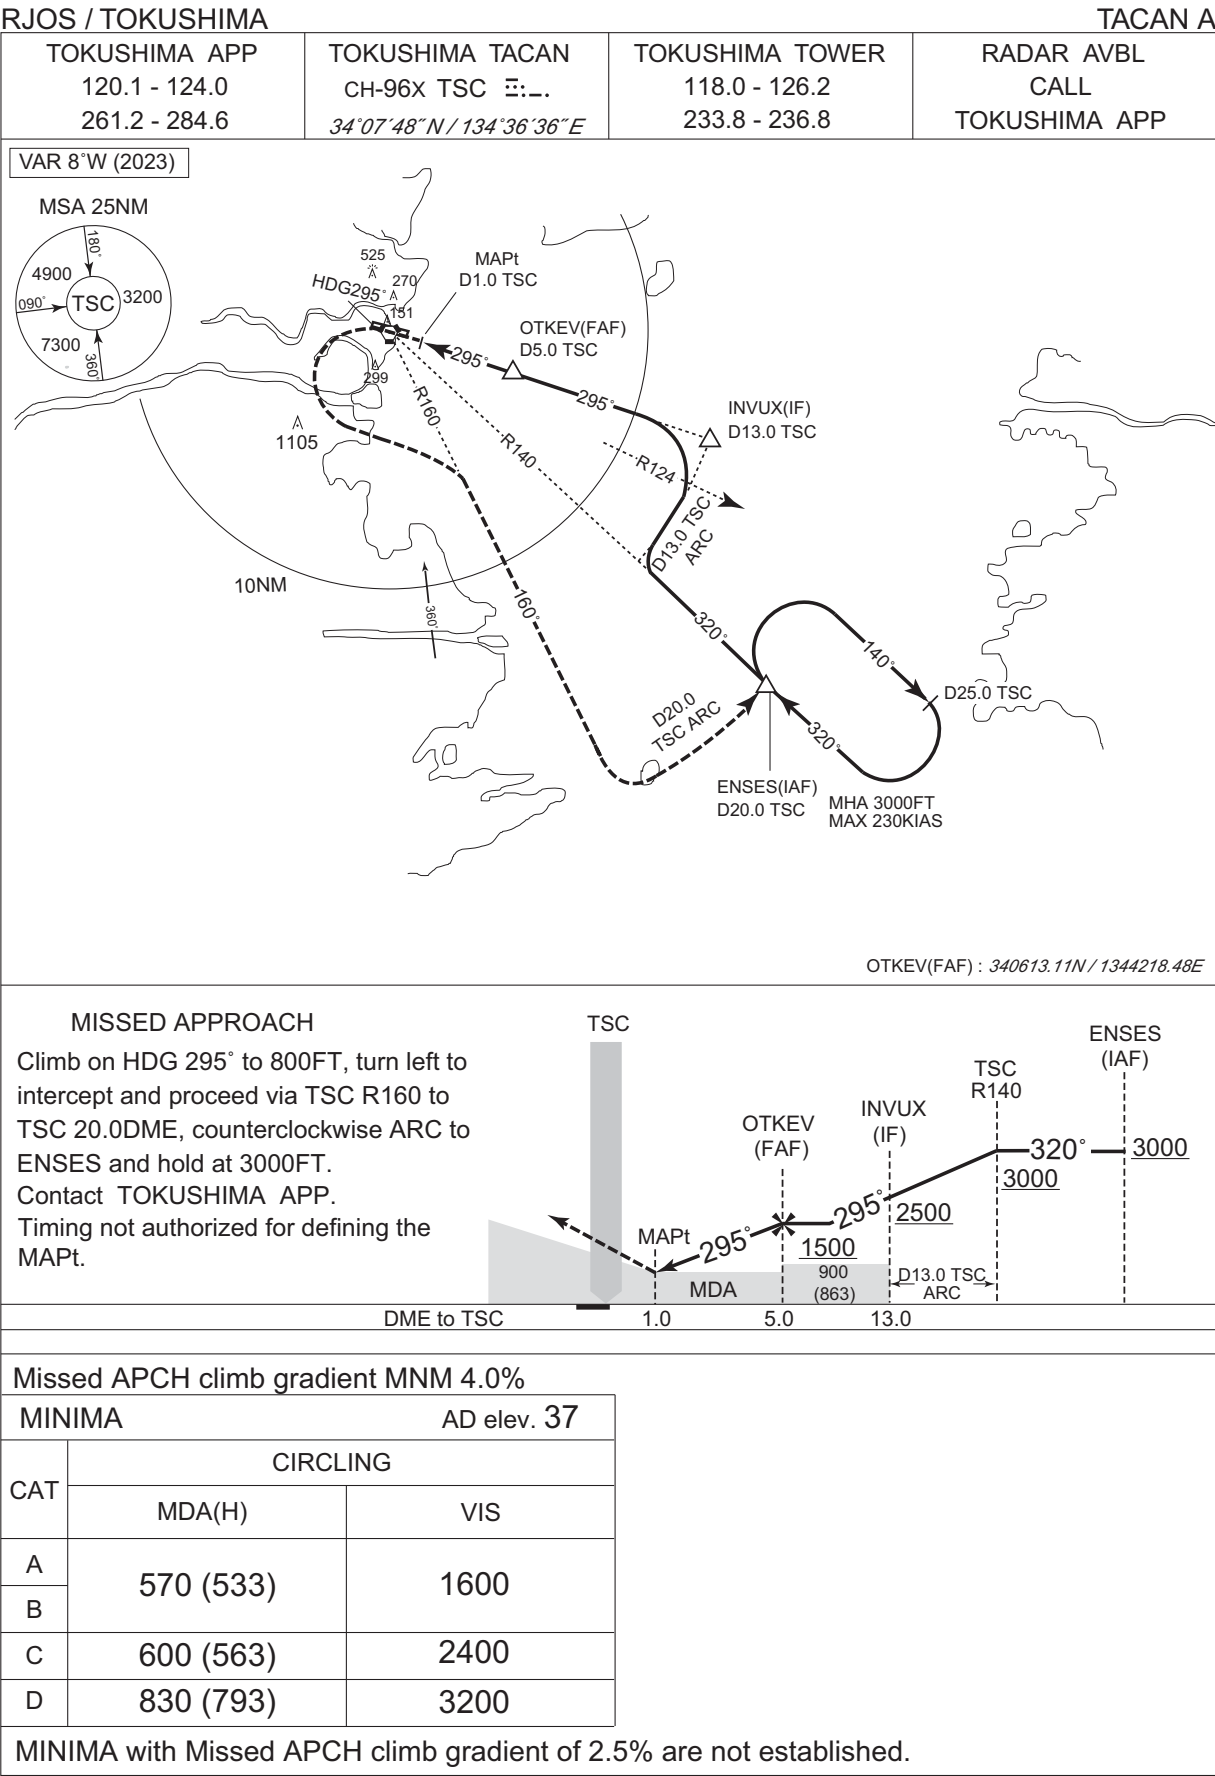 RJOS / TOKUSHIMA
TACAN A
TOKUSHIMA APP
120.1 - 124.0
261.2 - 284.6
TOKUSHIMA TACAN
CH-96X TSC
34°07′48″N / 134°36′36″E
TOKUSHIMA TOWER
118.0 - 126.2
233.8 - 236.8
RADAR AVBL
CALL
TOKUSHIMA APP
VAR 8°W (2023)
MSA 25NM
180°
4900
090°
TSC
3200
7300
360°
525
270
HDG295°
151
299
1105
MAPt
D1.0 TSC
OTKEV(FAF)
D5.0 TSC
295°
295°
INVUX(IF)
D13.0 TSC
R160
R140
R124
D13.0 TSC
ARC
10NM
360°
160°
320°
140°
D25.0 TSC
D20.0
TSC ARC
320°
ENSES(IAF)
D20.0 TSC
MHA 3000FT
MAX 230KIAS
OTKEV(FAF) : 340613.11N / 1344218.48E
MISSED APPROACH
Climb on HDG 295° to 800FT, turn left to
intercept and proceed via TSC R160 to
TSC 20.0DME, counterclockwise ARC to
ENSES and hold at 3000FT.
Contact TOKUSHIMA APP.
Timing not authorized for defining the
MAPt.
TSC
ENSES
(IAF)
TSC
R140
INVUX
(IF)
OTKEV
(FAF)
320°
3000
3000
295°
2500
MAPt
295°
1500
900
(863)
MDA
D13.0 TSC
ARC
DME to TSC
1.0
5.0
13.0
Missed APCH climb gradient MNM 4.0%
MINIMA
AD elev. 37
CAT
CIRCLING
MDA(H)
VIS
A
B
570 (533)
1600
C
600 (563)
2400
D
830 (793)
3200
MINIMA with Missed APCH climb gradient of 2.5% are not established.